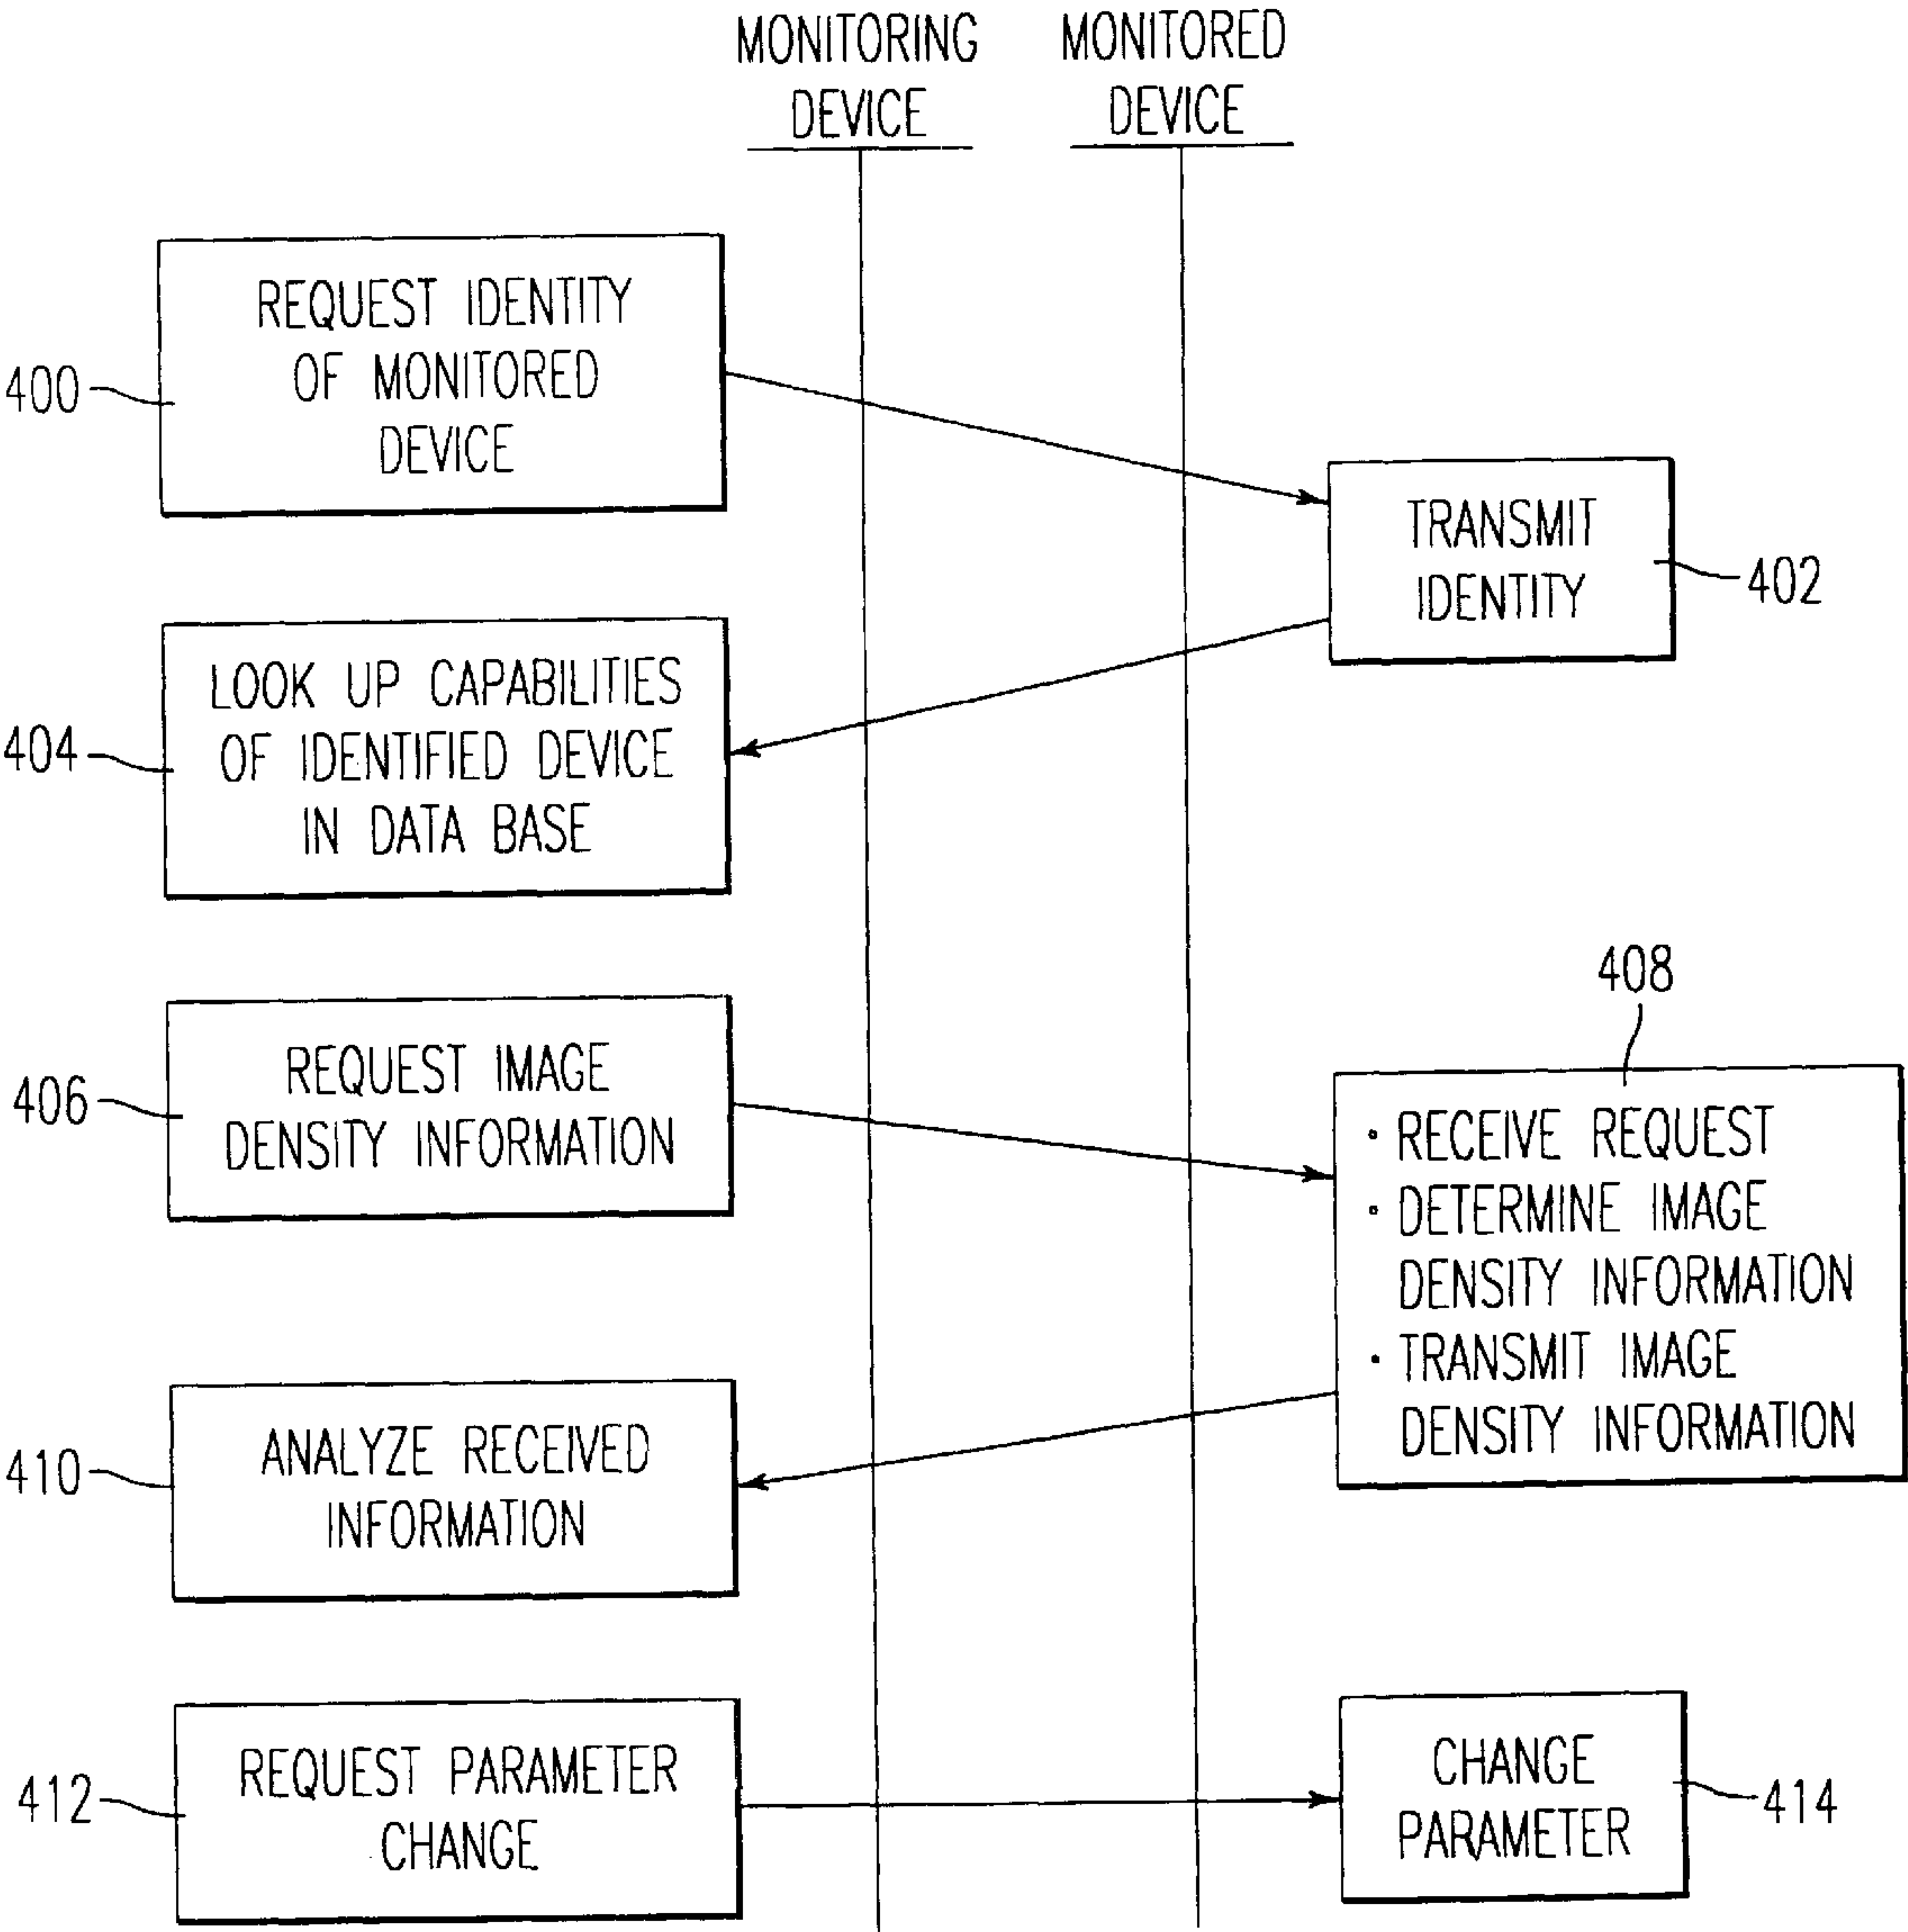 MONITORING
DEVICE
MONITORED
DEVICE
REQUEST IDENTITY
OF MONITORED
DEVICE
400
TRANSMIT
IDENTITY
402
LOOK UP CAPABILITIES
OF IDENTIFIED DEVICE
IN DATA BASE
404
REQUEST IMAGE
DENSITY INFORMATION
406
408
• RECEIVE REQUEST
• DETERMINE IMAGE
DENSITY INFORMATION
• TRANSMIT IMAGE
DENSITY INFORMATION
ANALYZE RECEIVED
INFORMATION
410
REQUEST PARAMETER
CHANGE
412
CHANGE
PARAMETER
414